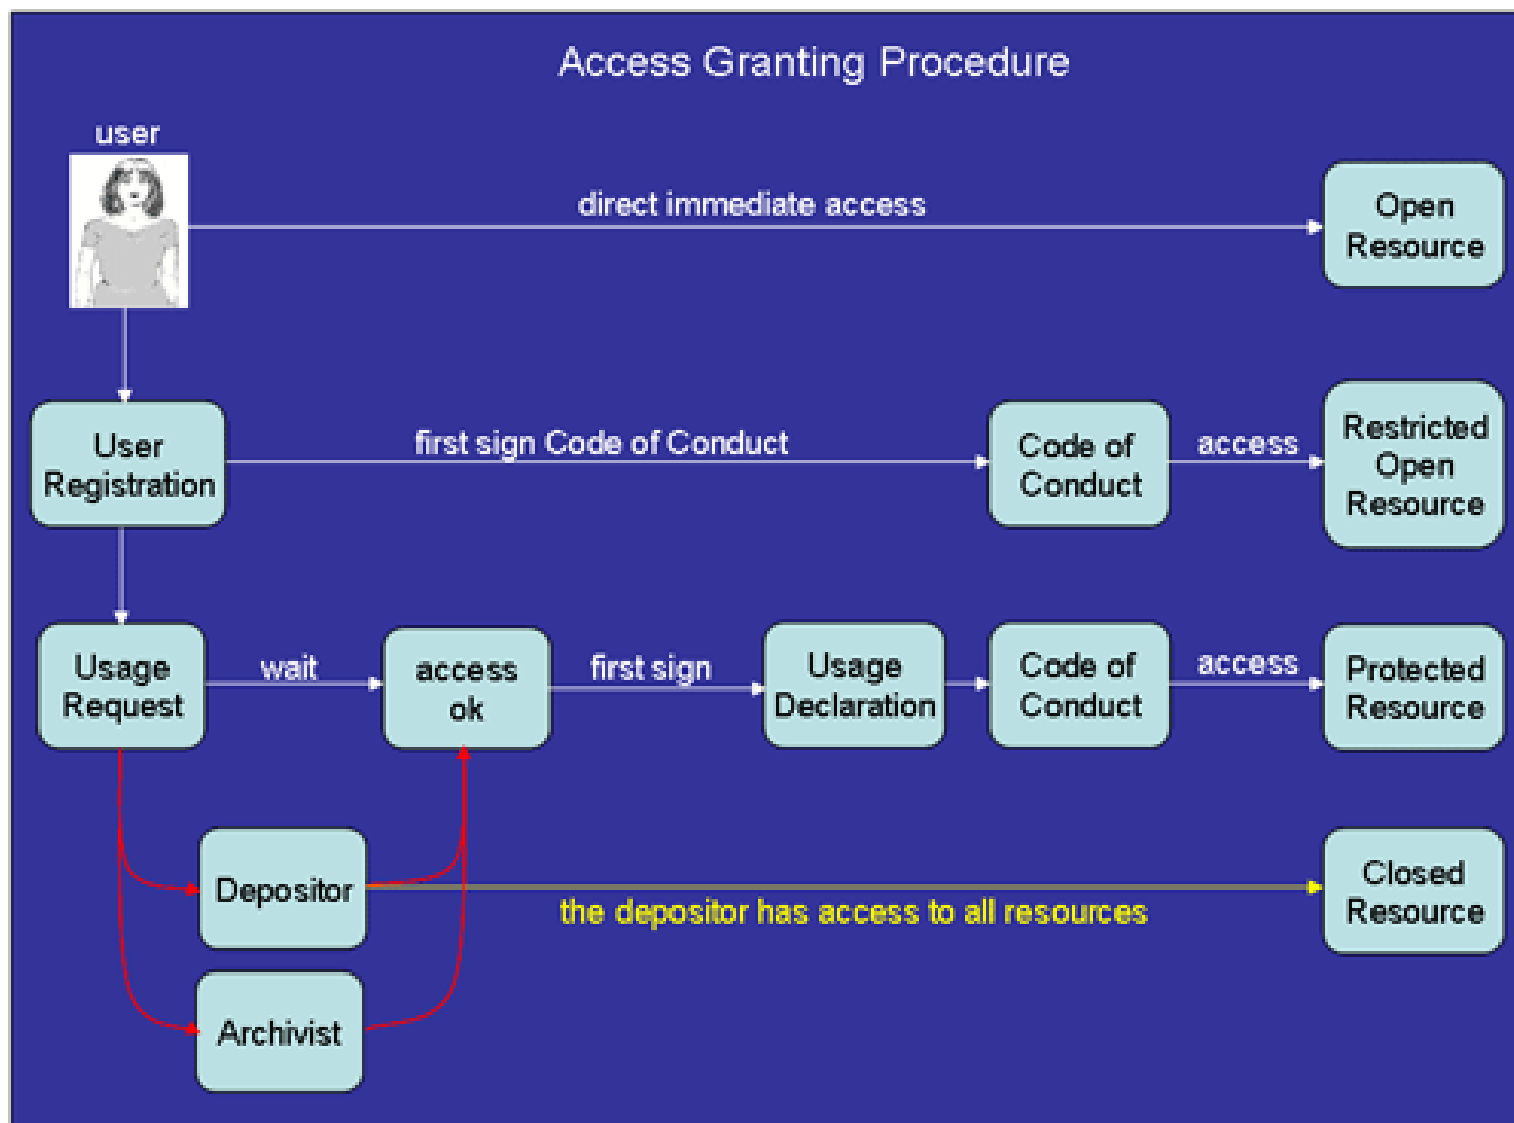 Access Granting Procedure
user
direct immediate access
Open
Resource
User
Registration
first sign Code of Conduct
Code of
Conduct
access
Restricted
Open
Resource
Usage
Request
wait
access
ok
first sign
Usage
Declaration
Code of
Conduct
access
Protected
Resource
Depositor
the depositor has access to all resources
Closed
Resource
Archivist